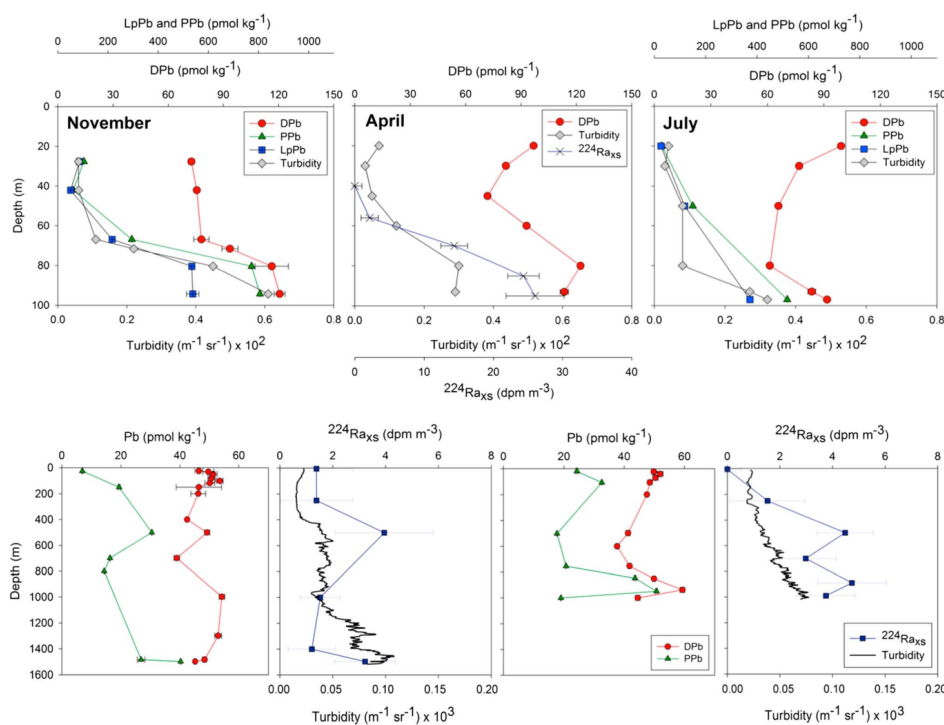 LpPb and PPb (pmol kg-1)
LpPb and PPb (pmol kg-1)
0 200 400 600 800 1000
0 200 400 600 800 1000
DPb (pmol kg-1)
DPb (pmol kg-1)
DPb (pmol kg-1)
0 30 60 90 120 150
0 30 60 90 120 150
0 30 60 90 120 150
November
DPb
PPb
LpPb
Turbidity
April
DPb
Turbidity
224Raxs
July
DPb
PPb
LpPb
Turbidity
Depth (m)
0
20
40
60
80
100
0.0 0.2 0.4 0.6 0.8
0.0 0.2 0.4 0.6 0.8
0.0 0.2 0.4 0.6 0.8
Turbidity (m-1 sr-1) x 102
Turbidity (m-1 sr-1) x 102
Turbidity (m-1 sr-1) x 102
0 10 20 30 40
224Raxs (dpm m-3)
Pb (pmol kg-1)
224Raxs (dpm m-3)
Pb (pmol kg-1)
224Raxs (dpm m-3)
0 20 40 60
0 2 4 6 8
0 20 40 60 80
0 2 4 6 8
Depth (m)
0
200
400
600
800
1000
1200
1400
1600
DPb
PPb
224Raxs
Turbidity
0.00 0.05 0.10 0.15 0.20
0.00 0.05 0.10 0.15 0.20
Turbidity (m-1 sr-1) x 103
Turbidity (m-1 sr-1) x 103